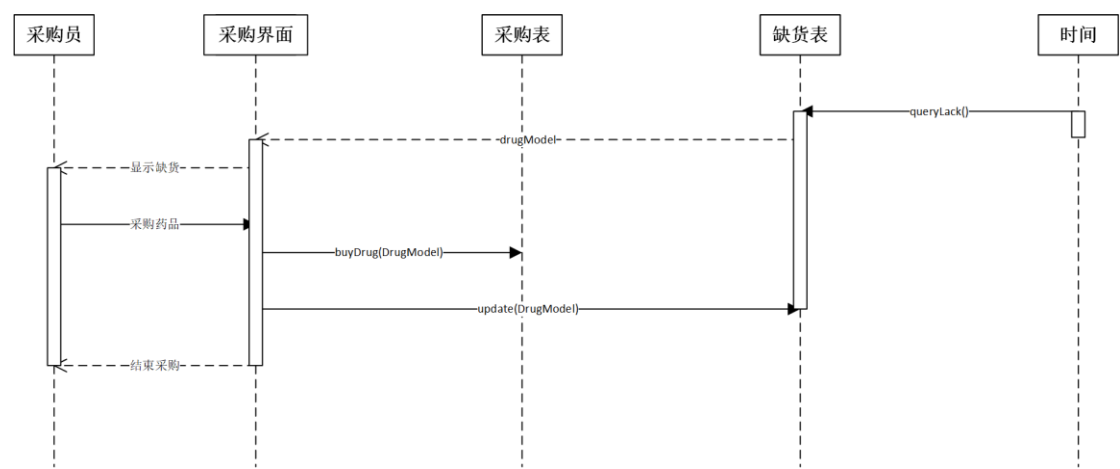 采购员
采购界面
采购表
缺货表
时间
queryLack()
drugModel
显示缺货
采购药品
buyDrug(DrugModel)
update(DrugModel)
结束采购